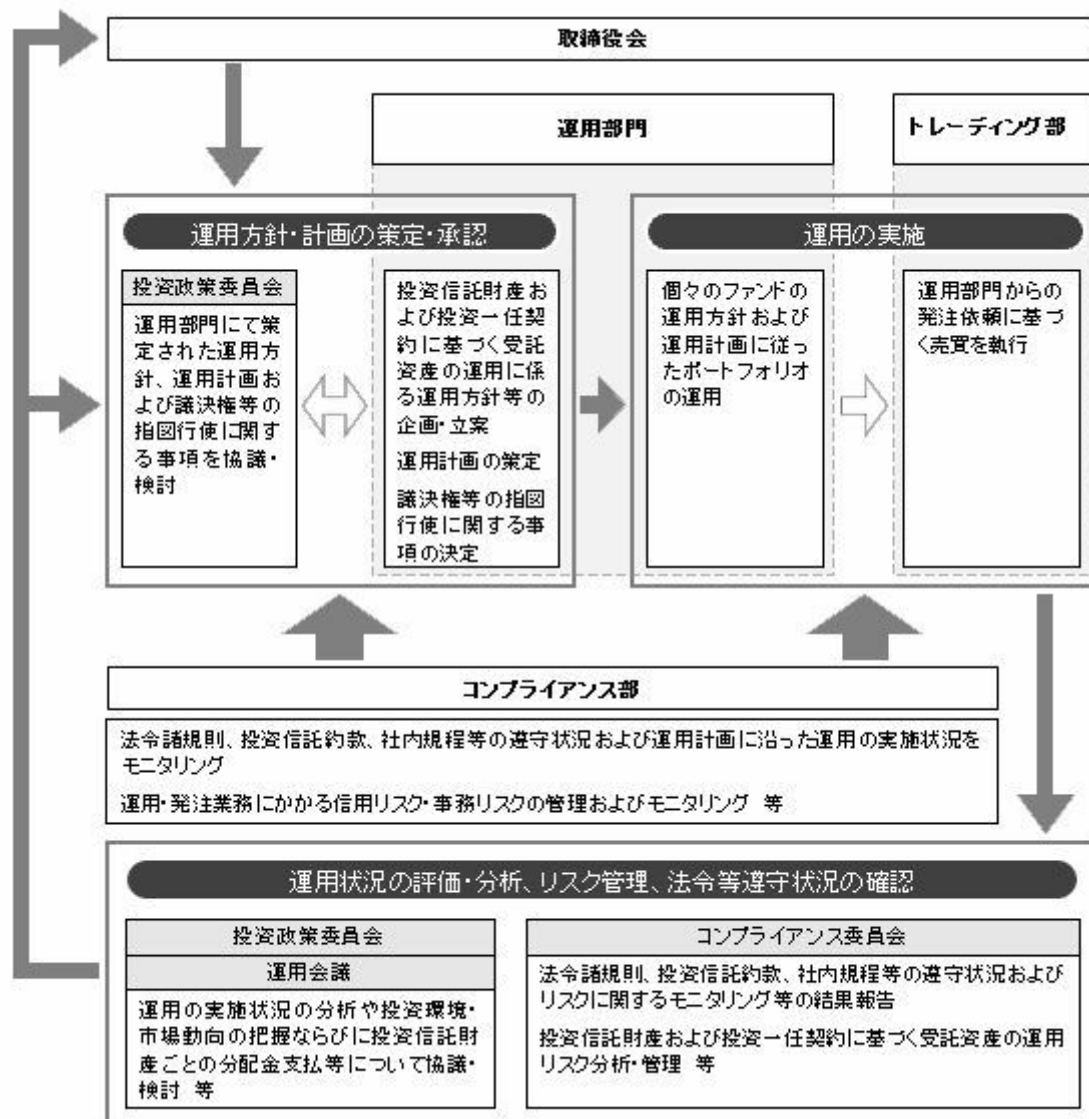 取締役会
運用部門
トレーディング部
運用方針・計画の策定・承認
投資政策委員会
運用部門にて策
定された運用方
針、運用計画お
よび議決権等の
指図行使に関す
る事項を協議・
検討
投資信託財産お
よび投資一任契
約に基づく受託
資産の運用に係
る運用方針等の
企画・立案
運用計画の策定
議決権等の指図
行使に関する事
項の決定
運用の実施
個々のファンドの
運用方針および
運用計画に従っ
たポートフォリオ
の運用
運用部門からの
発注依頼に基づ
く売買を執行
コンプライアンス部
法令諸規則、投資信託約款、社内規程等の遵守状況および運用計画に沿った運用の実施状況を
モニタリング
運用・発注業務にかかる信用リスク・事務リスクの管理およびモニタリング 等
運用状況の評価・分析、リスク管理、法令等遵守状況の確認
投資政策委員会
運用会議
運用の実施状況の分析や投資環境・
市場動向の把握ならびに投資信託財
産ごとの分配金支払等について協議・
検討 等
コンプライアンス委員会
法令諸規則、投資信託約款、社内規程等の遵守状況および
リスクに関するモニタリング等の結果報告
投資信託財産および投資一任契約に基づく受託資産の運用
リスク分析・管理 等